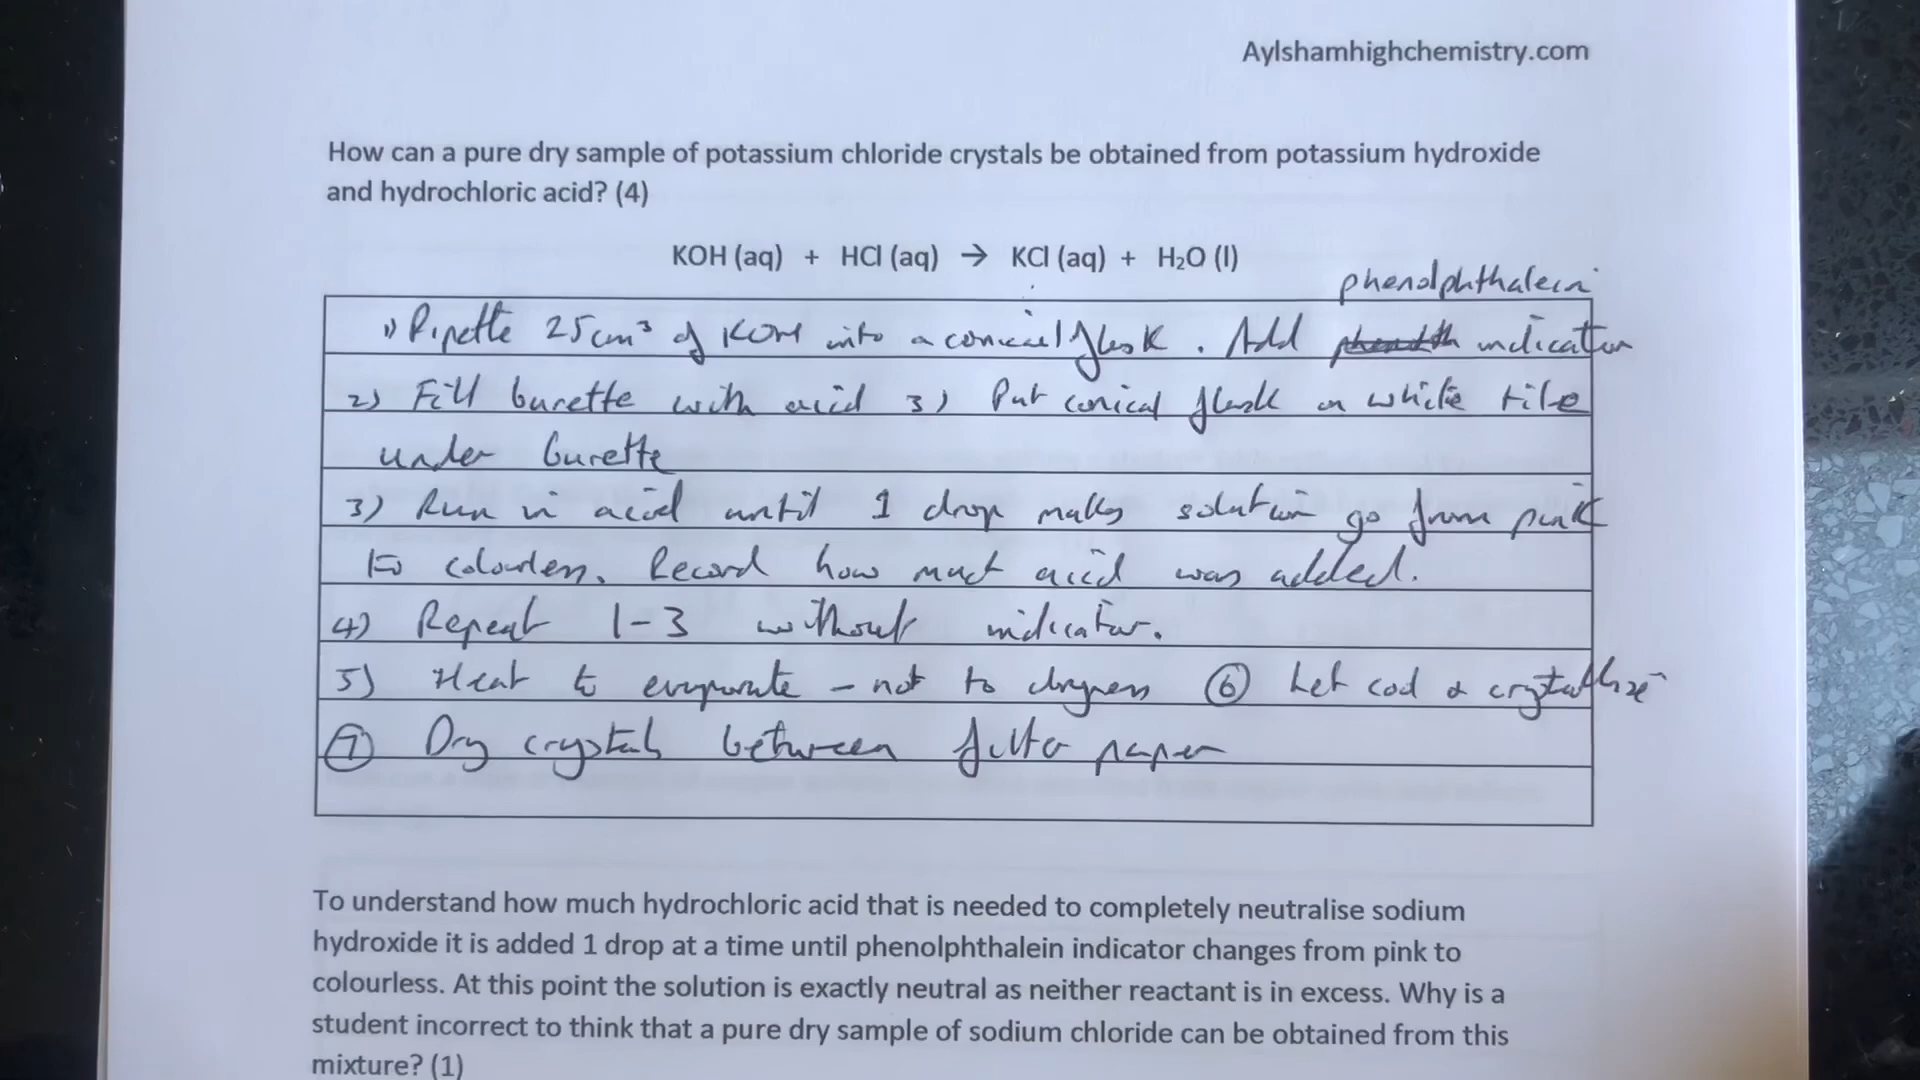 Aylshamhighchemistry.com
How can a pure dry sample of potassium chloride crystals be obtained from potassium hydroxide
and hydrochloric acid? (4)
KOH (aq) + HCl (aq) → KCl (aq) + H₂O (l)
phenolphthalein
1) Pipette 25cm³ of KOH into a conical flask. Add indicator
2) Fill burette with acid 3) Put conical flask on white tile
under burette
3) Run in acid until 1 drop makes solution go from pink
to colourless. Record how much acid was added.
4) Repeat 1-3 without indicator.
5) Heat to evaporate - not to dryness ⑥ Let cool & crystallise
⑦ Dry crystals between filter paper
To understand how much hydrochloric acid that is needed to completely neutralise sodium
hydroxide it is added 1 drop at a time until phenolphthalein indicator changes from pink to
colourless. At this point the solution is exactly neutral as neither reactant is in excess. Why is a
student incorrect to think that a pure dry sample of sodium chloride can be obtained from this
mixture? (1)